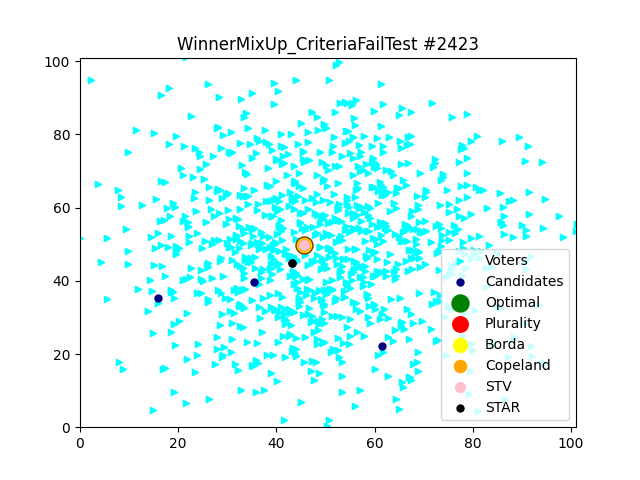 WinnerMixUp_CriteriaFailTest #2423
100
80
60
40
20
0
0
20
40
60
80
100
Voters
Candidates
Optimal
Plurality
Borda
Copeland
STV
STAR